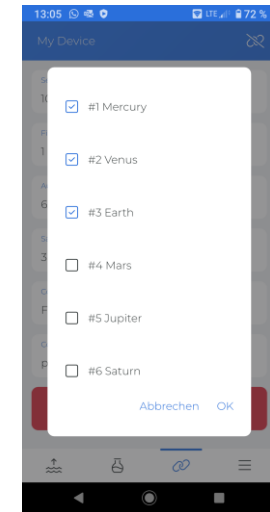 13:05 LTE 72 %
My Device
#1 Mercury
#2 Venus
#3 Earth
#4 Mars
#5 Jupiter
#6 Saturn
Abbrechen OK